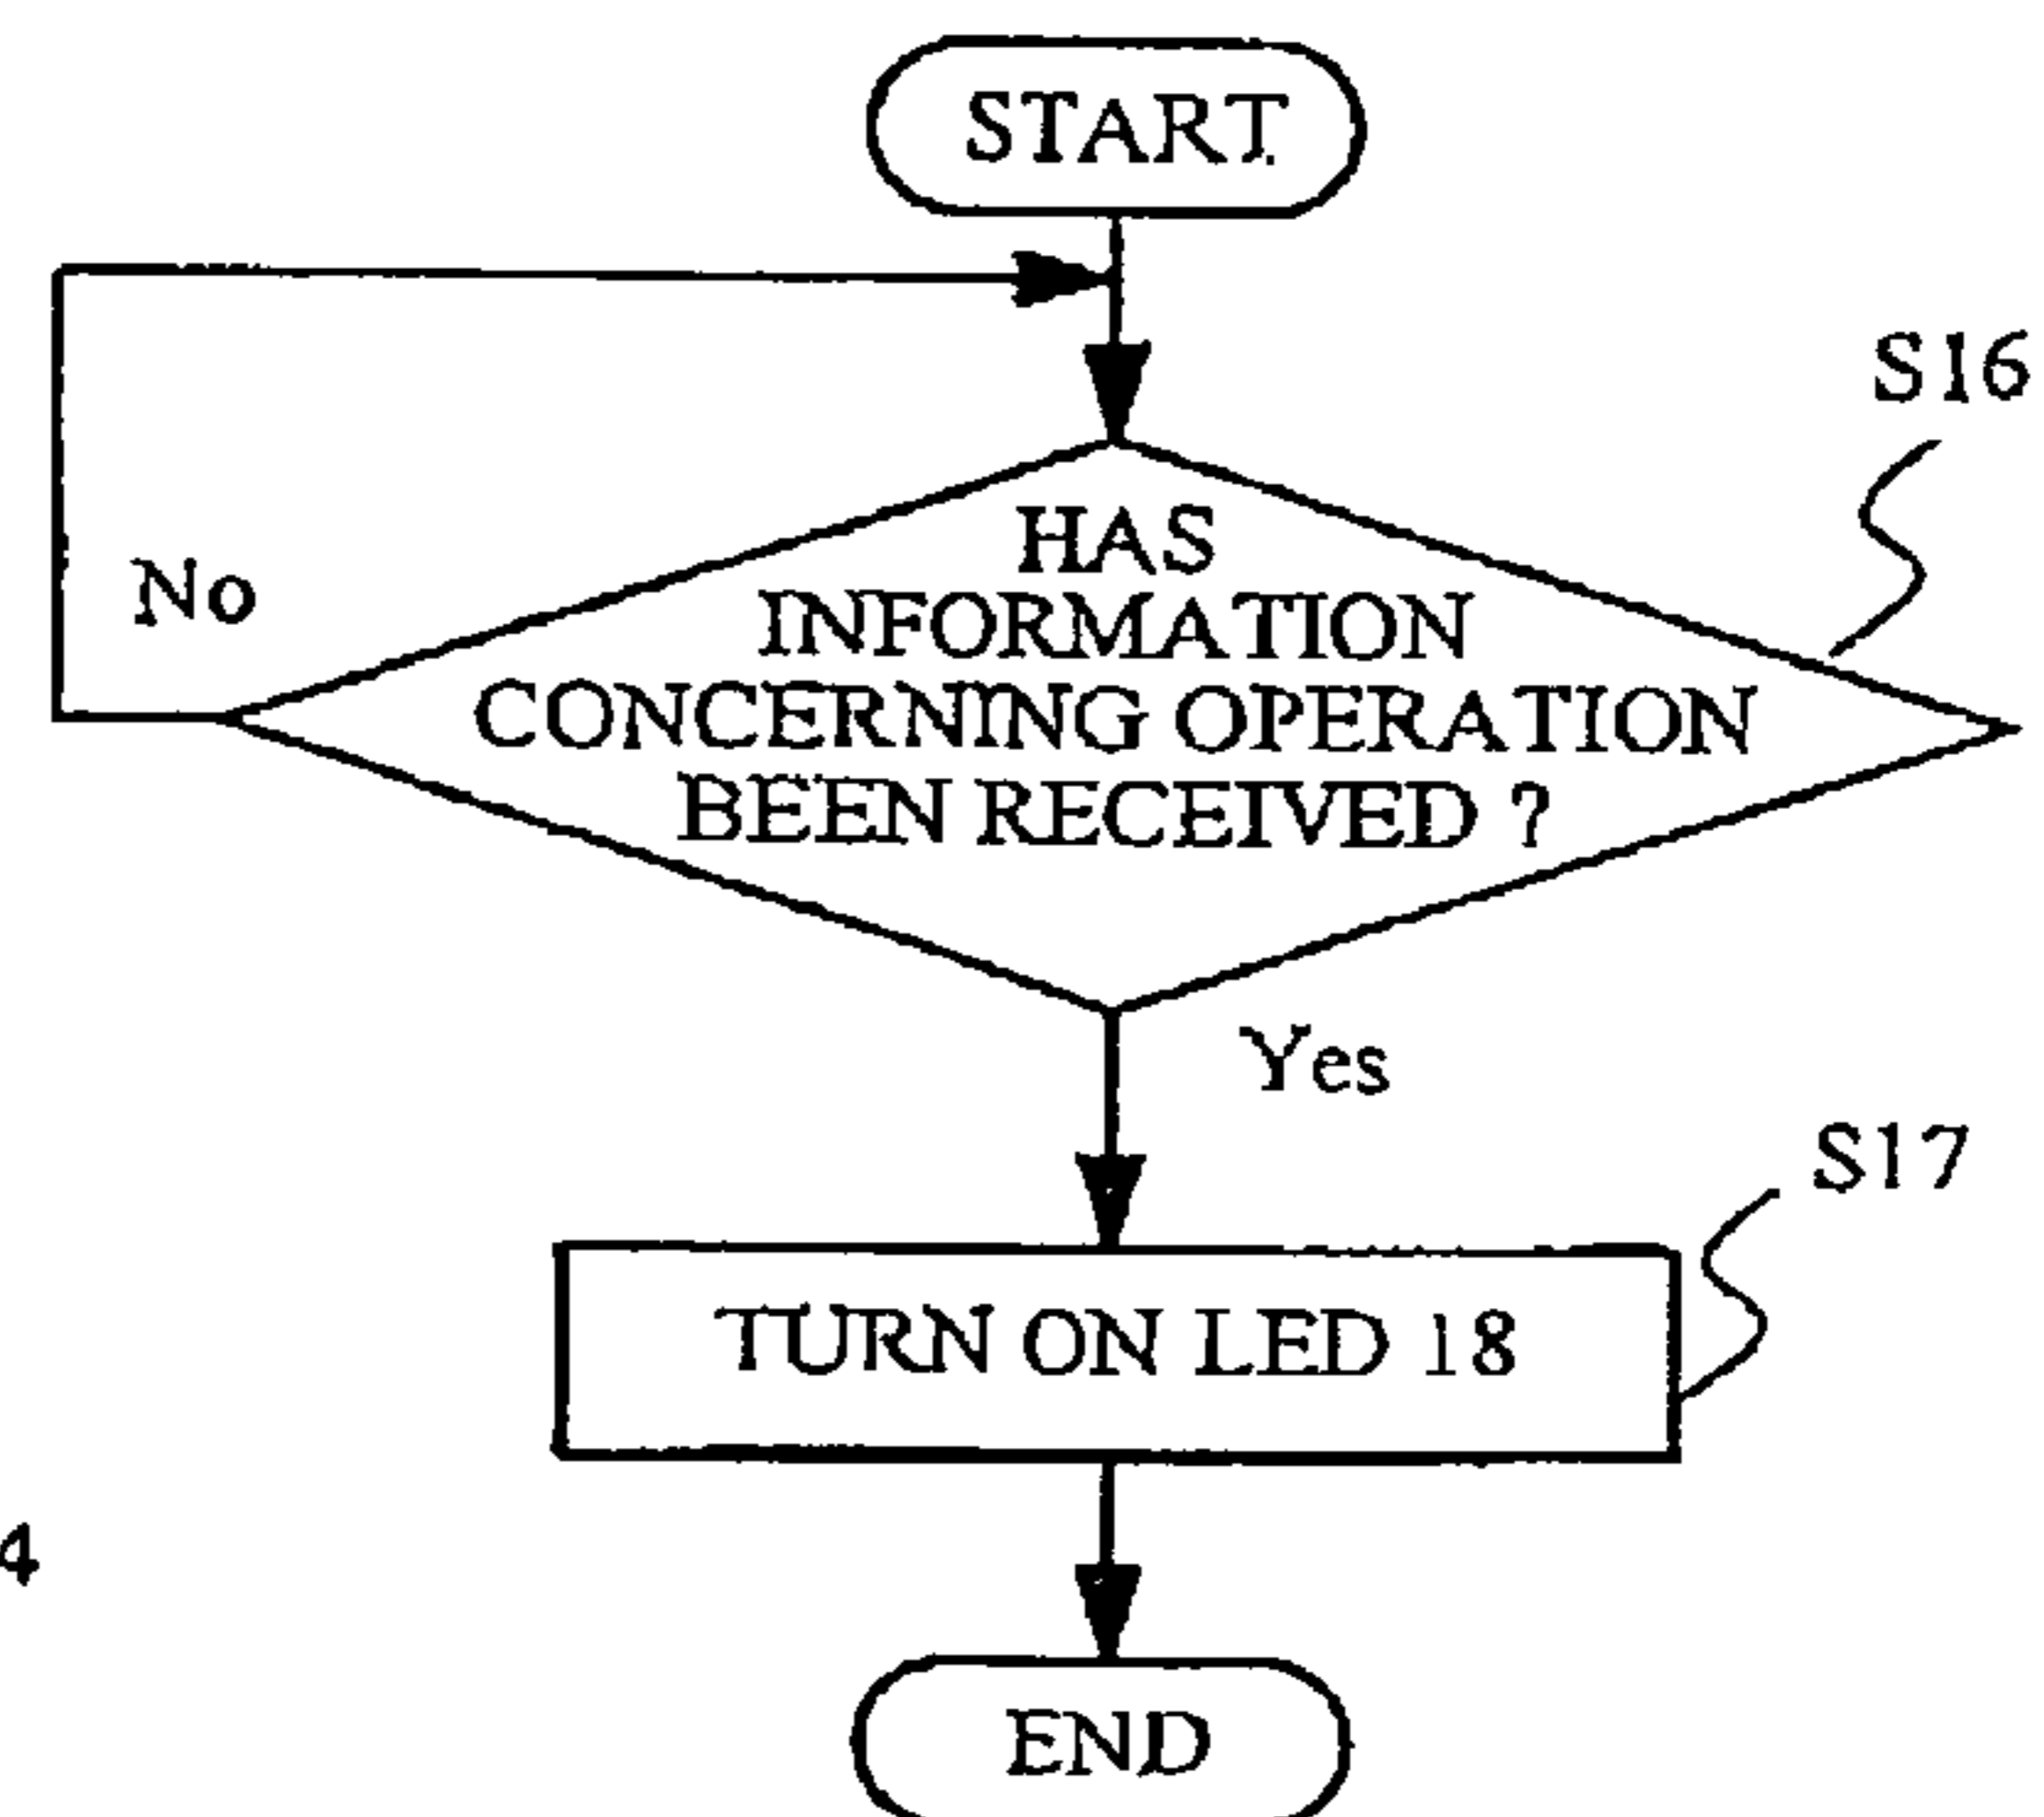 START
S16
HAS
INFORMATION
CONCERNING OPERATION
BEEN RECEIVED ?
No
Yes
S17
TURN ON LED 18
4
END